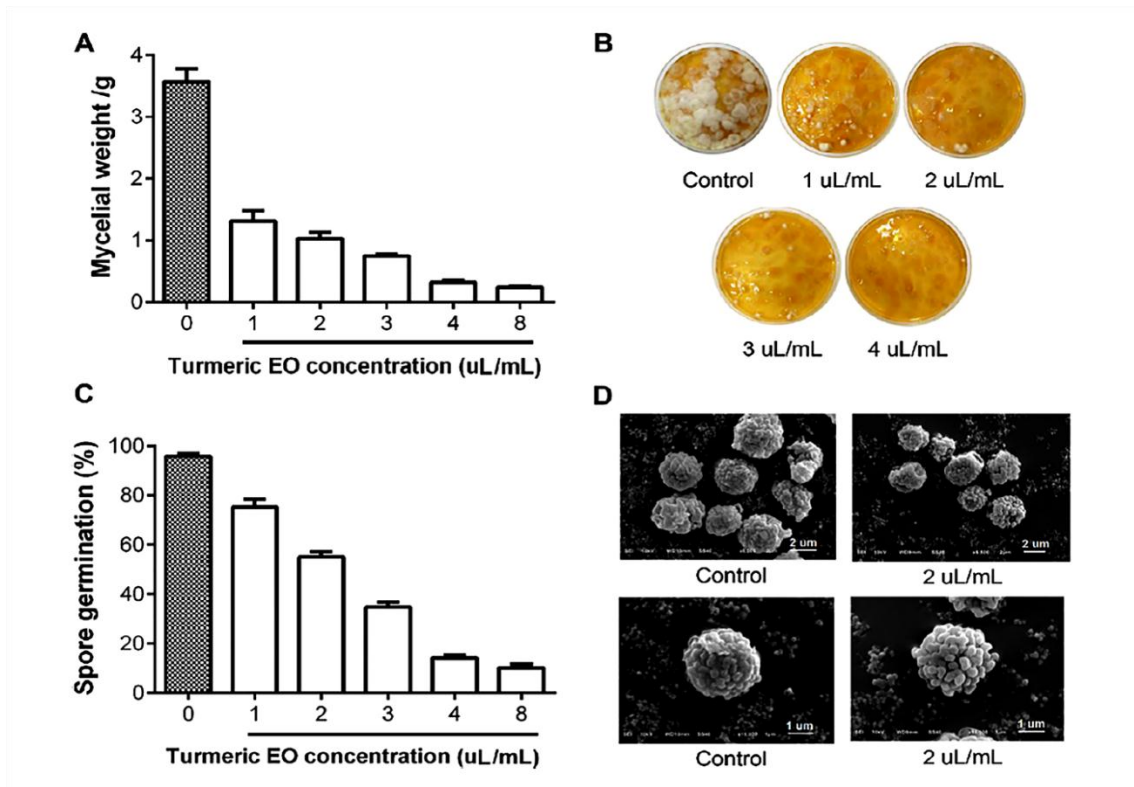 A
Mycelial weight /g
4
3
2
1
0
0 1 2 3 4 8
Turmeric EO concentration (uL/mL)
B
Control 1 uL/mL 2 uL/mL
3 uL/mL 4 uL/mL
C
Spore germination (%)
100
80
60
40
20
0
0 1 2 3 4 8
Turmeric EO concentration (uL/mL)
D
2 um 2 um
Control 2 uL/mL
1 um 1 um
Control 2 uL/mL